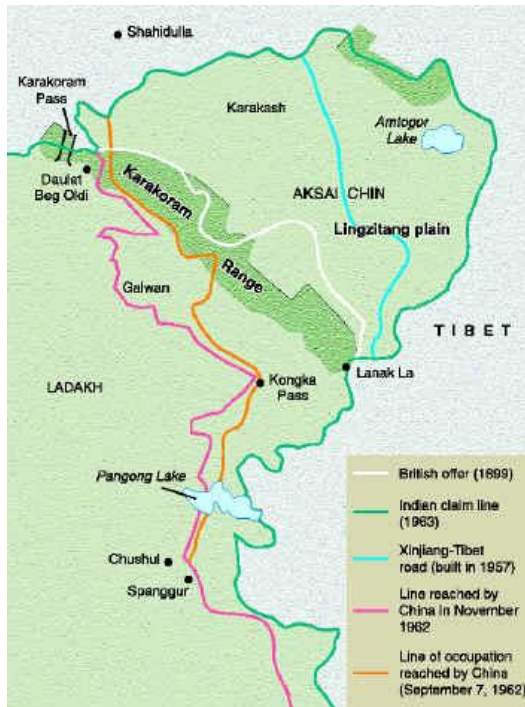 Shahidulla
Karakoram
Pass
Karakash
Amtogor
Lake
Daulat
Beg Oldi
Karakoram
Range
AKSAI CHIN
Lingzitang plain
Galwan
TIBET
Lanak La
Kongka
Pass
LADAKH
Pangong Lake
Chushul
Spanggur
British offer (1899)
Indian claim line
(1963)
Xinjiang-Tibet
road (built in 1957)
Line reached by
China in November
1962
Line of occupation
reached by China
(September 7, 1962)